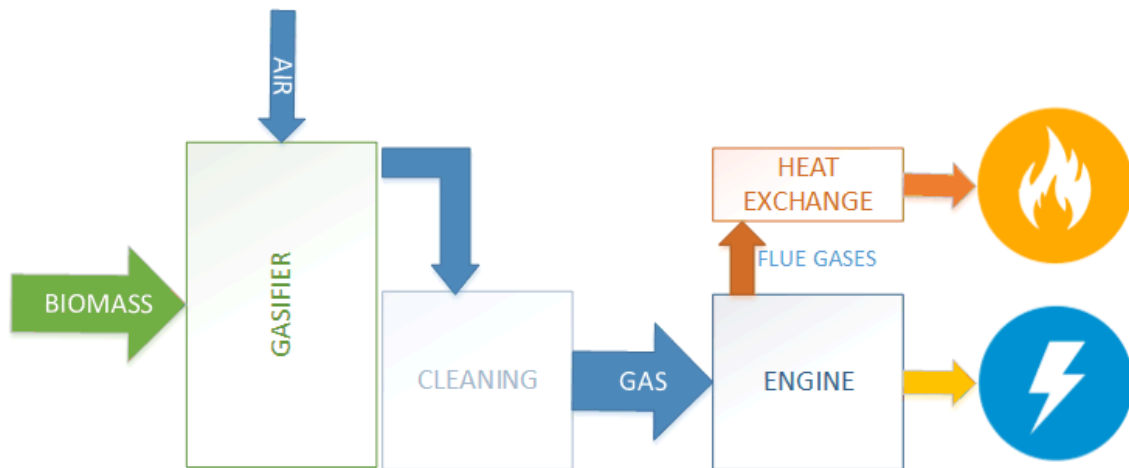 AIR
BIOMASS
GASIFIER
CLEANING
GAS
HEAT
EXCHANGE
FLUE GASES
ENGINE